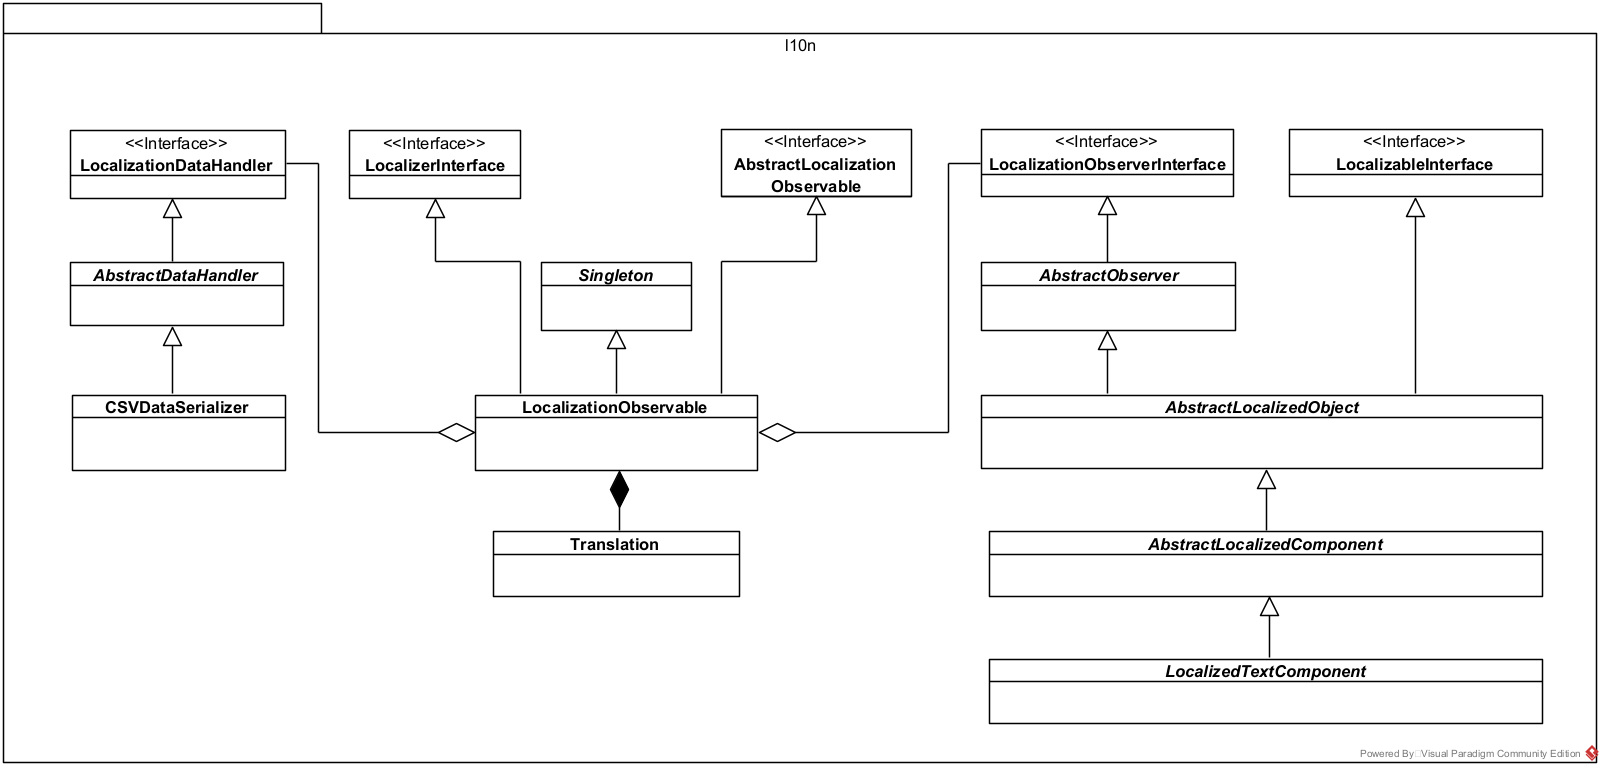 l10n
<<Interface>>
LocalizationDataHandler
<<Interface>>
LocalizerInterface
<<Interface>>
AbstractLocalization
Observable
<<Interface>>
LocalizationObserverInterface
<<Interface>>
LocalizableInterface
AbstractDataHandler
Singleton
AbstractObserver
CSVDataSerializer
LocalizationObservable
AbstractLocalizedObject
Translation
AbstractLocalizedComponent
LocalizedTextComponent
Powered By Visual Paradigm Community Edition